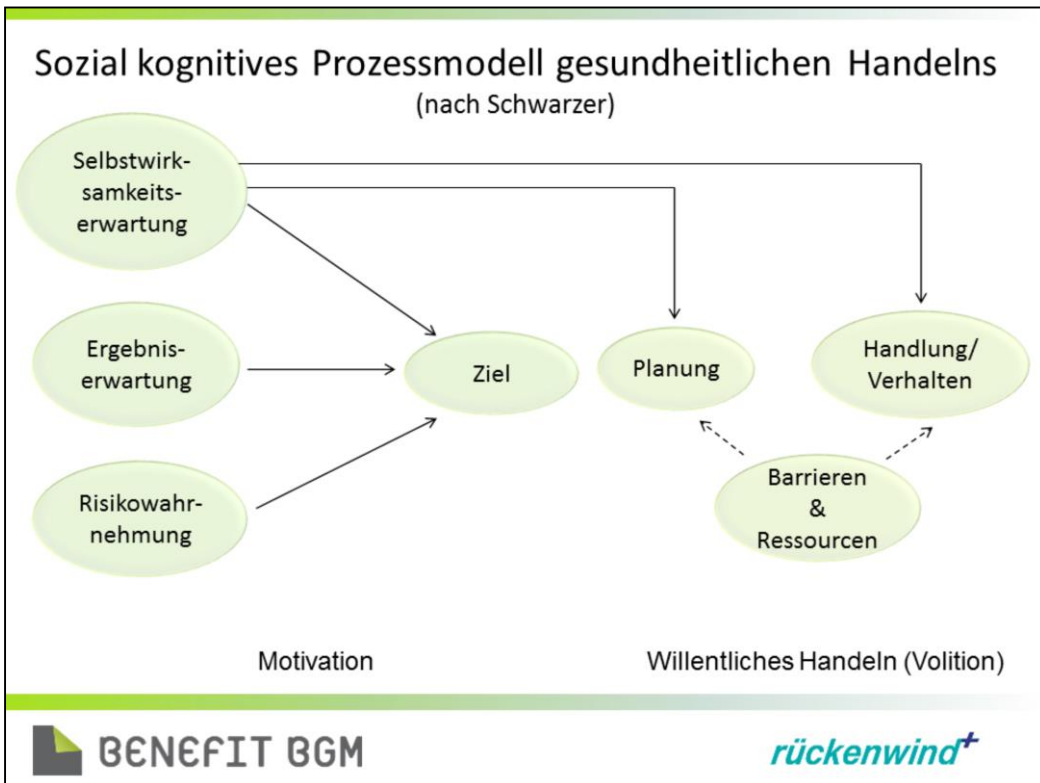 Sozial kognitives Prozessmodell gesundheitlichen Handelns
(nach Schwarzer)
Selbstwirk-
samkeits-
erwartung
Ergebnis-
erwartung
Risikowahr-
nehmung
Ziel
Planung
Handlung/
Verhalten
Barrieren
&
Ressourcen
Motivation
Willentliches Handeln (Volition)
BENEFIT BGM
rückenwind+